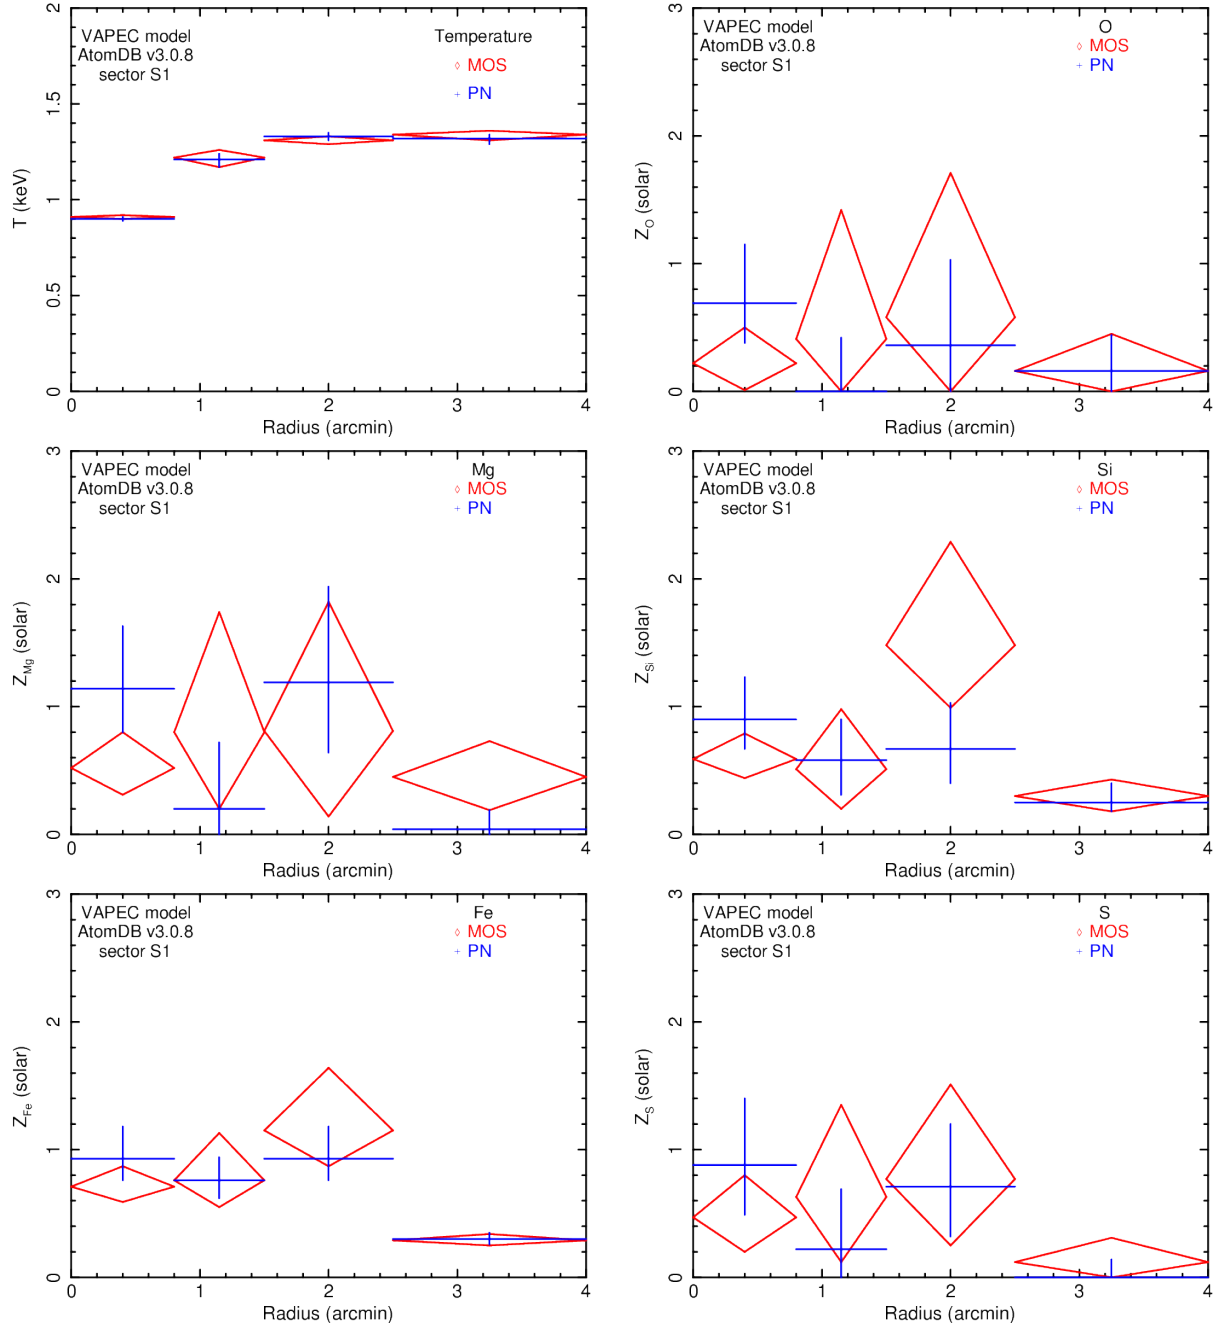 VAPEC model
AtomDB v3.0.8
sector S1
Temperature
MOS
PN
T (keV)
0 0.5 1 1.5 2
0 1 2 3 4
Radius (arcmin)
VAPEC model
AtomDB v3.0.8
sector S1
O
MOS
PN
Z_O (solar)
0 1 2 3
0 1 2 3 4
Radius (arcmin)
VAPEC model
AtomDB v3.0.8
sector S1
Mg
MOS
PN
Z_Mg (solar)
0 1 2 3
0 1 2 3 4
Radius (arcmin)
VAPEC model
AtomDB v3.0.8
sector S1
Si
MOS
PN
Z_Si (solar)
0 1 2 3
0 1 2 3 4
Radius (arcmin)
VAPEC model
AtomDB v3.0.8
sector S1
Fe
MOS
PN
Z_Fe (solar)
0 1 2 3
0 1 2 3 4
Radius (arcmin)
VAPEC model
AtomDB v3.0.8
sector S1
S
MOS
PN
Z_S (solar)
0 1 2 3
0 1 2 3 4
Radius (arcmin)